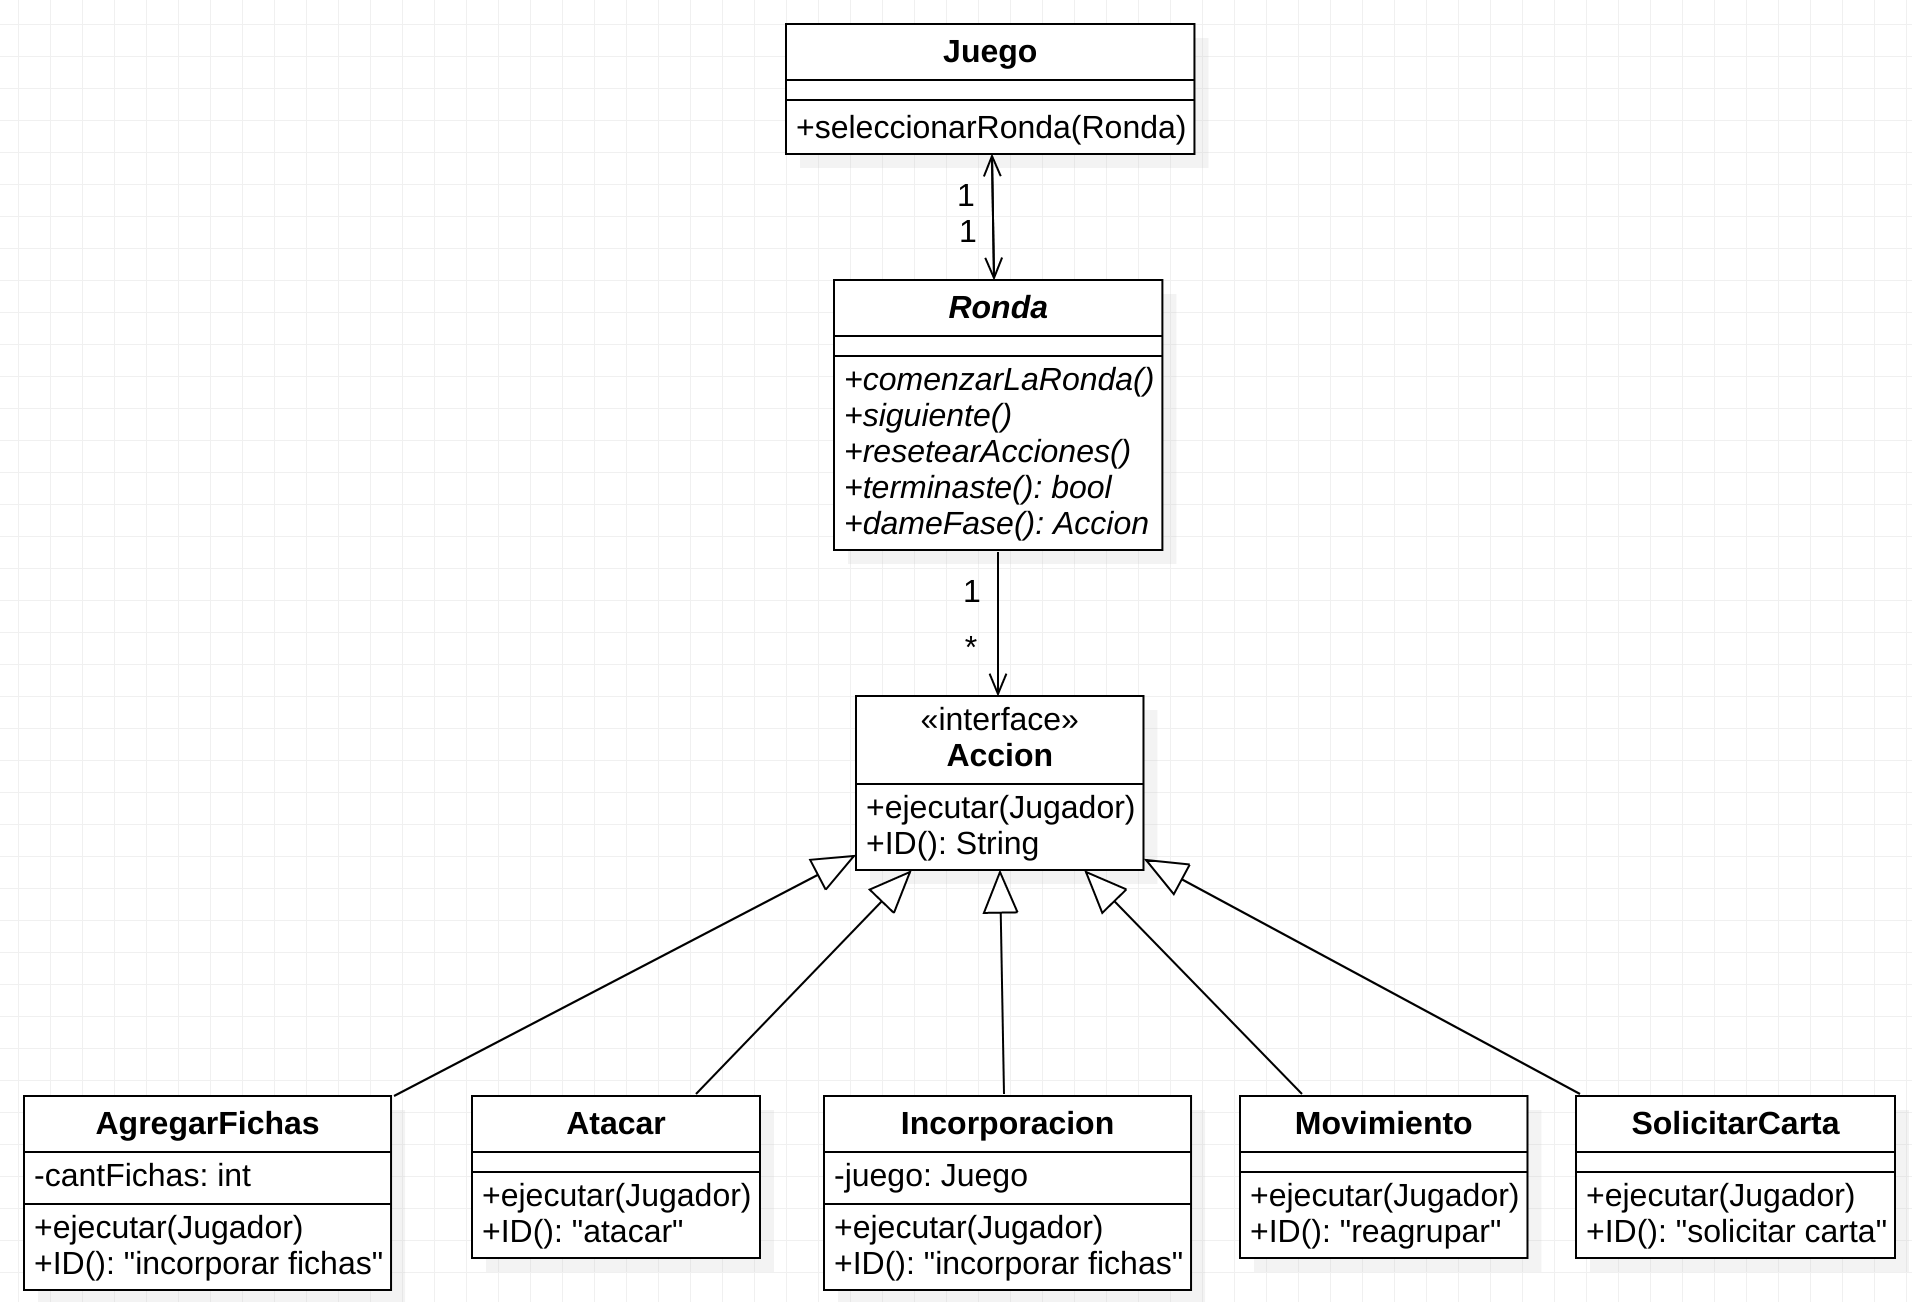 Juego
+seleccionarRonda(Ronda)
1
1
Ronda
+comenzarLaRonda()
+siguiente()
+resetearAcciones()
+terminaste(): bool
+dameFase(): Accion
1
*
«interface»
Accion
+ejecutar(Jugador)
+ID(): String
AgregarFichas
-cantFichas: int
+ejecutar(Jugador)
+ID(): "incorporar fichas"
Atacar
+ejecutar(Jugador)
+ID(): "atacar"
Incorporacion
-juego: Juego
+ejecutar(Jugador)
+ID(): "incorporar fichas"
Movimiento
+ejecutar(Jugador)
+ID(): "reagrupar"
SolicitarCarta
+ejecutar(Jugador)
+ID(): "solicitar carta"